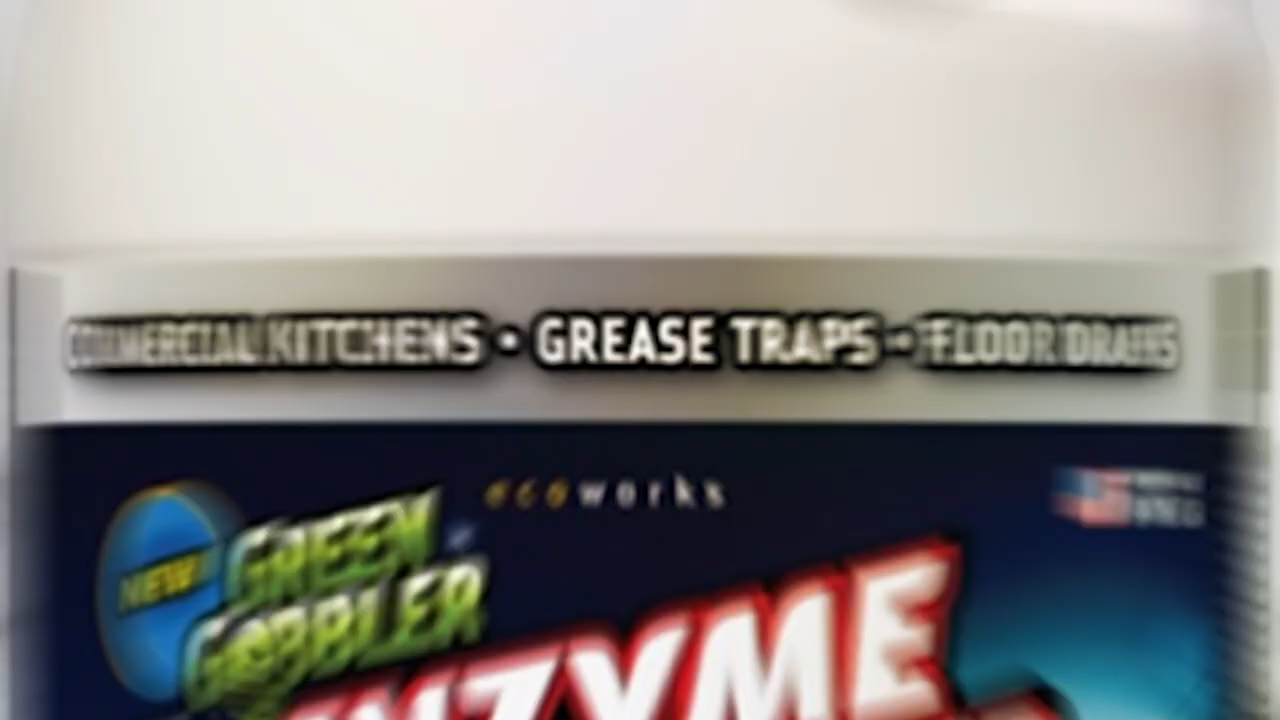 COMMERCIAL KITCHENS • GREASE TRAPS • FLOOR DRAINS
ecoworks
NEW!
GREEN
GOBBLER
ENZYME